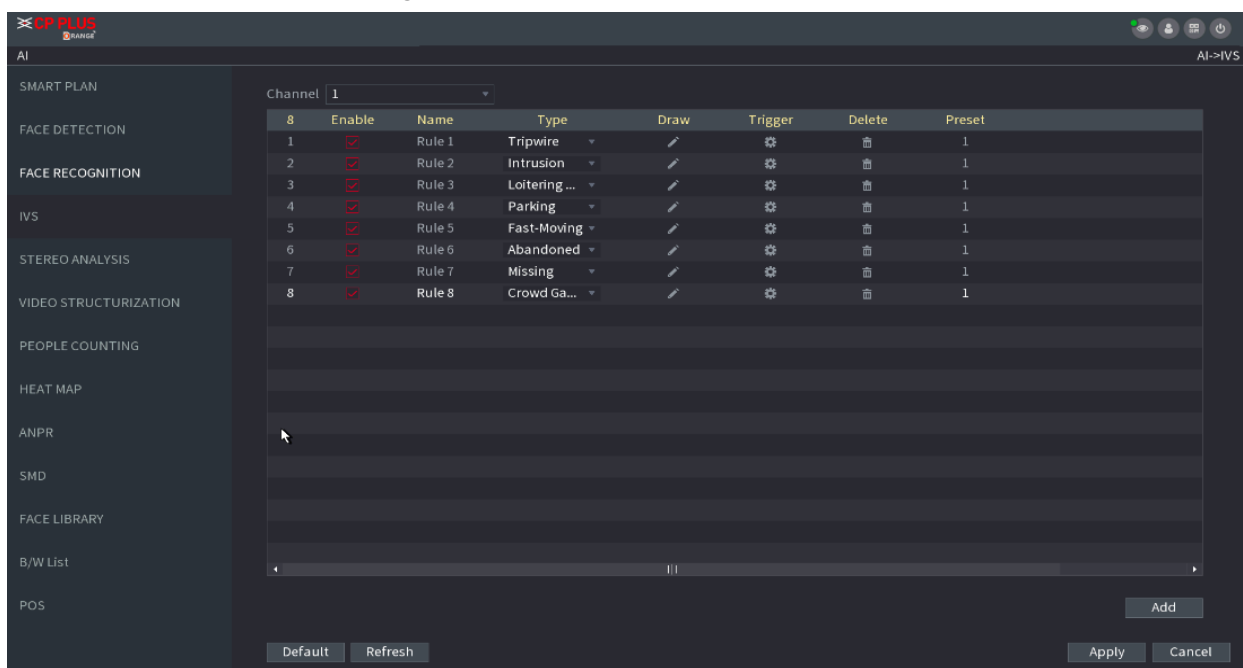 CP PLUS
ORANGE
AI AI->IVS
SMART PLAN
FACE DETECTION
FACE RECOGNITION
IVS
STEREO ANALYSIS
VIDEO STRUCTURIZATION
PEOPLE COUNTING
HEAT MAP
ANPR
SMD
FACE LIBRARY
B/W List
POS
Channel 1
8 Enable Name Type Draw Trigger Delete Preset
1 Rule 1 Tripwire 1
2 Rule 2 Intrusion 1
3 Rule 3 Loitering ... 1
4 Rule 4 Parking 1
5 Rule 5 Fast-Moving 1
6 Rule 6 Abandoned 1
7 Rule 7 Missing 1
8 Rule 8 Crowd Ga... 1
Add
Default Refresh Apply Cancel